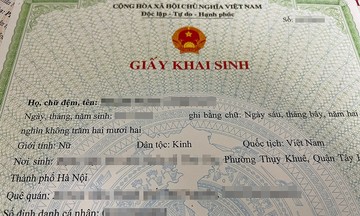 CỘNG HÒA XÃ HỘI CHỦ NGHĨA VIỆT NAM
Độc lập - Tự do - Hạnh phúc
Số:
GIẤY KHAI SINH
Họ, chữ đệm, tên:
Ngày, tháng, năm sinh: ghi bằng chữ: Ngày sáu, tháng bảy, năm hai
nghìn không trăm hai mươi hai
Giới tính: Nữ Dân tộc: Kinh Quốc tịch: Việt Nam
Nơi sinh: Phường Thụy Khuê, Quận Tây
Thành phố Hà Nội
Quê quán:
Số định danh cá nhân: